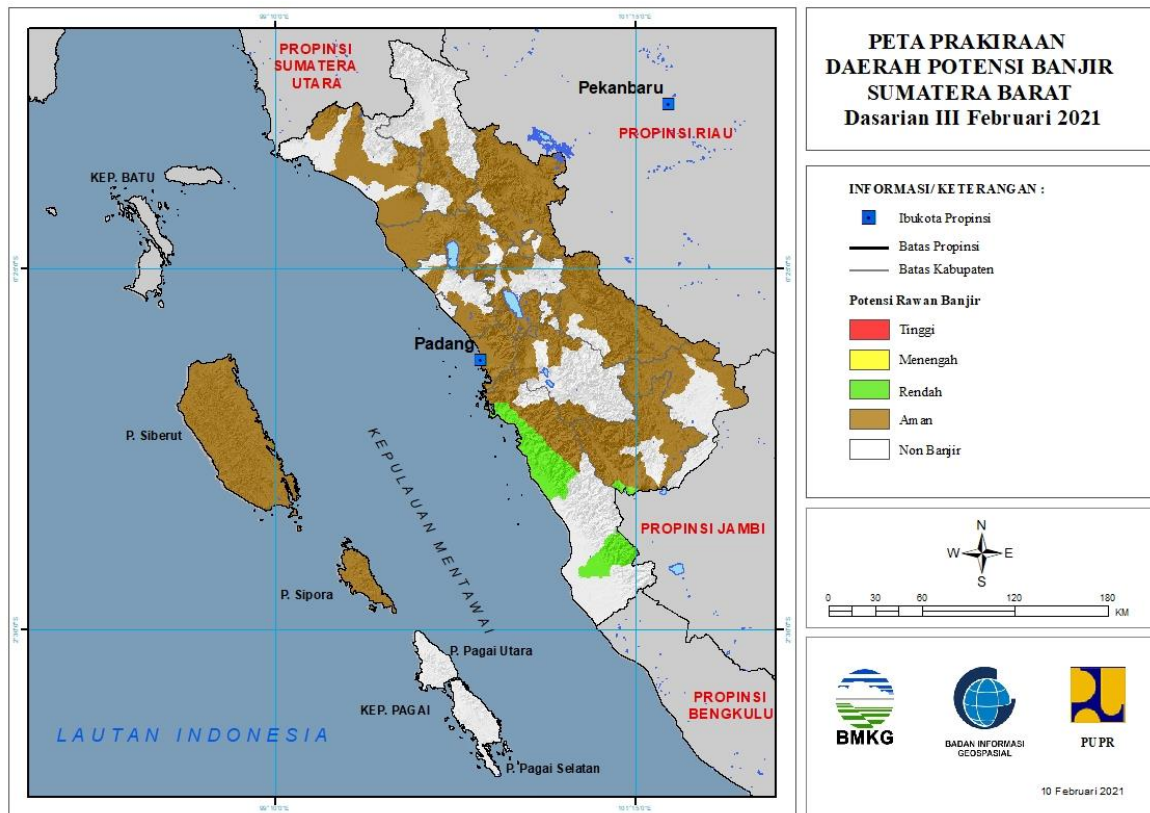 PETA PRAKIRAAN
DAERAH POTENSI BANJIR
SUMATERA BARAT
Dasarian III Februari 2021
INFORMASI/ KETERANGAN :
Ibukota Propinsi
Batas Propinsi
Batas Kabupaten
Potensi Rawan Banjir
Tinggi
Menengah
Rendah
Aman
Non Banjir
N
W E
S
0 15 30 45 60 90 120 180
KM
BMKG
BADAN INFORMASI
GEOSPASIAL
PUPR
10 Februari 2021
PROPINSI
SUMATERA
UTARA
Pekanbaru
PROPINSI RIAU
KEP. BATU
Padang
P. Siberut
KEPULAUAN MENTAWAI
PROPINSI JAMBI
P. Sipora
P. Pagai Utara
KEP. PAGAI
PROPINSI
BENGKULU
LAUTAN INDONESIA
P. Pagai Selatan